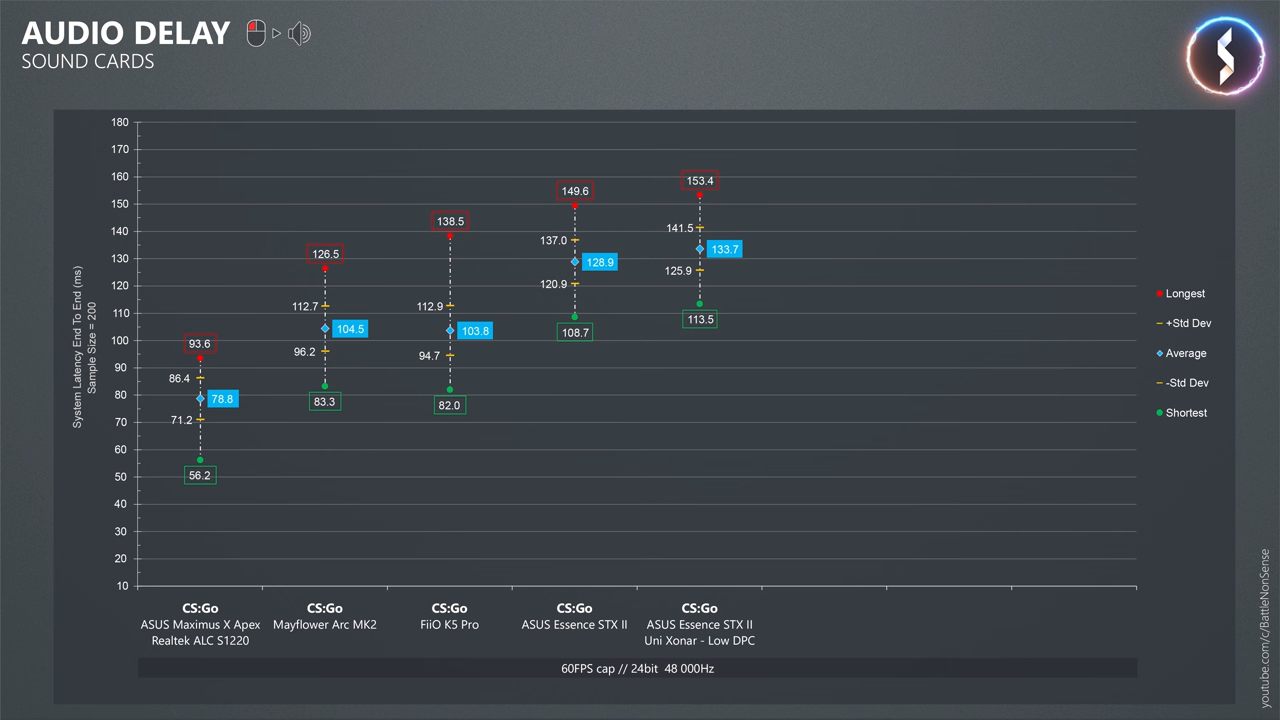 AUDIO DELAY
SOUND CARDS
180
170
160
150
140
130
120
110
100
90
80
70
60
50
40
30
20
10
System Latency End To End (ms)
Sample Size = 200
93.6
86.4
78.8
71.2
56.2
126.5
112.7
104.5
96.2
83.3
138.5
112.9
103.8
94.7
82.0
149.6
137.0
128.9
120.9
108.7
153.4
141.5
133.7
125.9
113.5
Longest
+Std Dev
Average
-Std Dev
Shortest
CS:Go
ASUS Maximus X Apex
Realtek ALC S1220
CS:Go
Mayflower Arc MK2
CS:Go
FiiO K5 Pro
CS:Go
ASUS Essence STX II
CS:Go
ASUS Essence STX II
Uni Xonar - Low DPC
60FPS cap // 24bit 48 000Hz
youtube.com/c/BattleNonSense